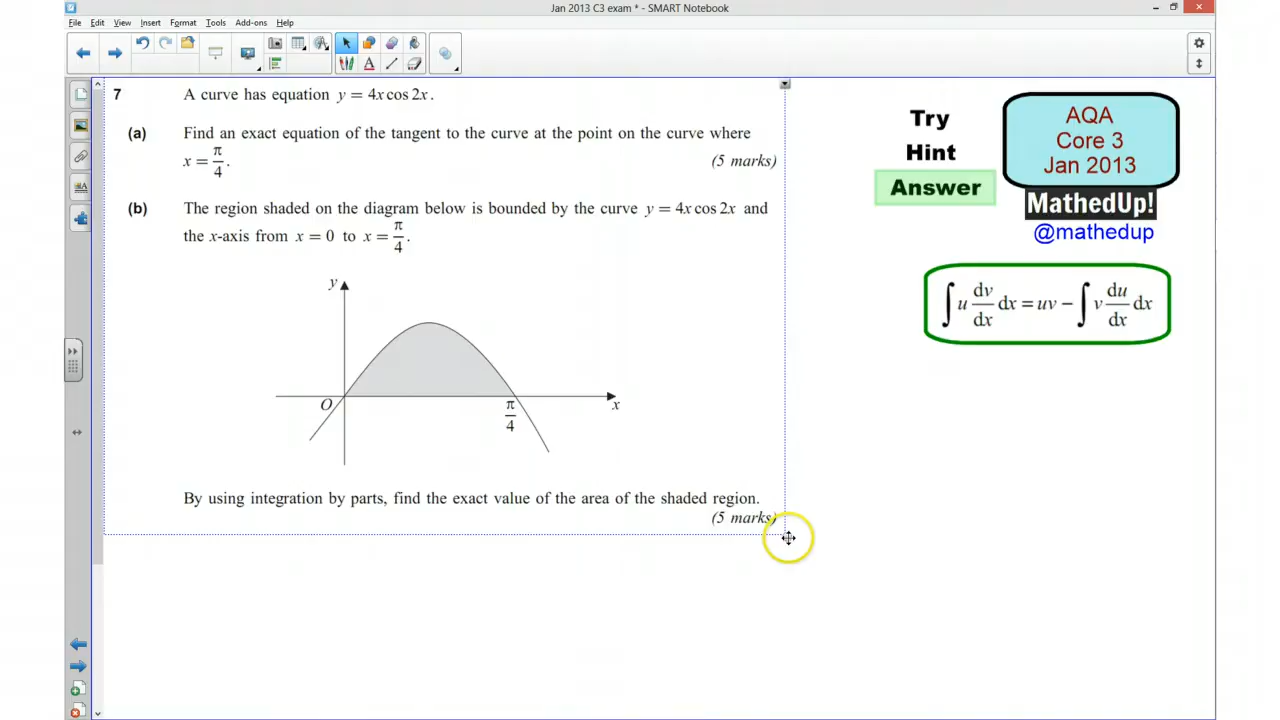 Jan 2013 C3 exam * - SMART Notebook
File Edit View Insert Format Tools Add-ons Help
7 A curve has equation y = 4x cos 2x .
(a) Find an exact equation of the tangent to the curve at the point on the curve where
x = π/4 . (5 marks)
(b) The region shaded on the diagram below is bounded by the curve y = 4x cos 2x and
the x-axis from x = 0 to x = π/4 .
y
O
π/4
x
By using integration by parts, find the exact value of the area of the shaded region.
(5 marks)
Try
Hint
Answer
AQA
Core 3
Jan 2013
MathedUp!
@mathedup
∫ u dv/dx dx = uv − ∫ v du/dx dx